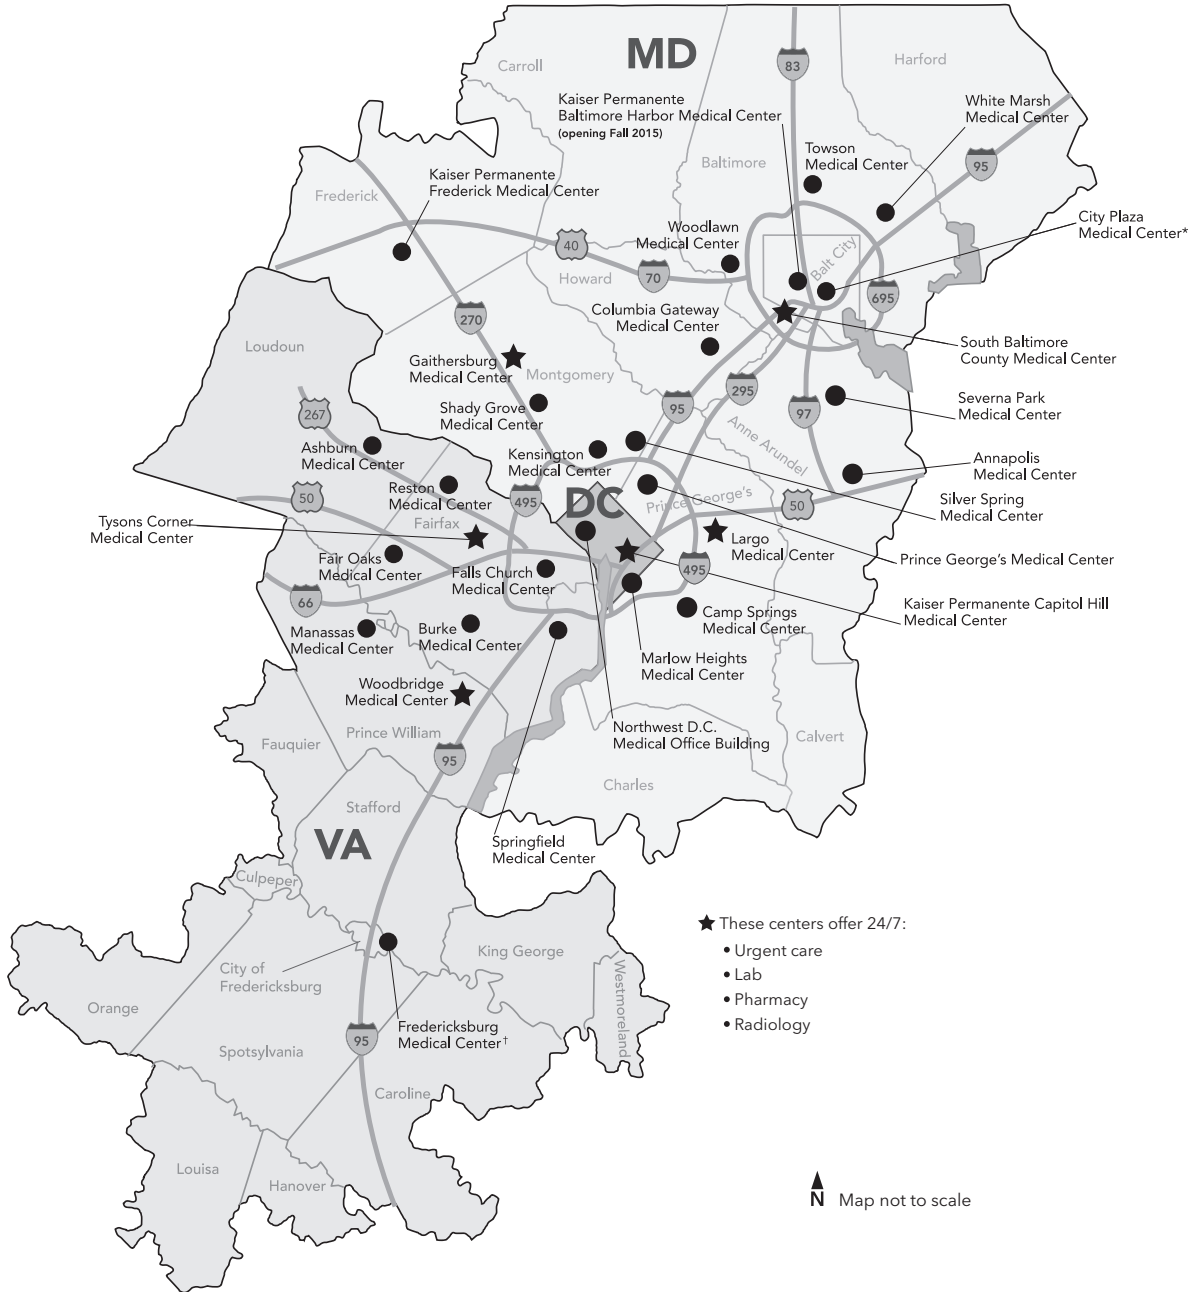 MD
Carroll
Harford
83
Kaiser Permanente
Baltimore Harbor Medical Center
(opening Fall 2015)
White Marsh
Medical Center
Towson
Medical Center
Baltimore
95
Kaiser Permanente
Frederick Medical Center
Frederick
City Plaza
Medical Center*
Woodlawn
Medical Center
40
Balt City
Howard
70
695
Columbia Gateway
Medical Center
270
Loudoun
South Baltimore
County Medical Center
Gaithersburg
Medical Center
Montgomery
295
Severna Park
Medical Center
Shady Grove
Medical Center
95
97
267
Anne Arundel
Ashburn
Medical Center
Kensington
Medical Center
Annapolis
Medical Center
Reston
Medical Center
50
495
DC
Prince George's
50
Silver Spring
Medical Center
Fairfax
Tysons Corner
Medical Center
Largo
Medical Center
Fair Oaks
Medical Center
Prince George's Medical Center
Falls Church
Medical Center
495
66
Kaiser Permanente Capitol Hill
Medical Center
Camp Springs
Medical Center
Manassas
Medical Center
Burke
Medical Center
Marlow Heights
Medical Center
Woodbridge
Medical Center
Northwest D.C.
Medical Office Building
Prince William
Calvert
Fauquier
95
Charles
Stafford
VA
Springfield
Medical Center
Culpeper
These centers offer 24/7:
• Urgent care
• Lab
• Pharmacy
• Radiology
King George
City of
Fredericksburg
Westmoreland
Orange
Fredericksburg
Medical Center†
95
Spotsylvania
Caroline
Louisa
Hanover
N Map not to scale